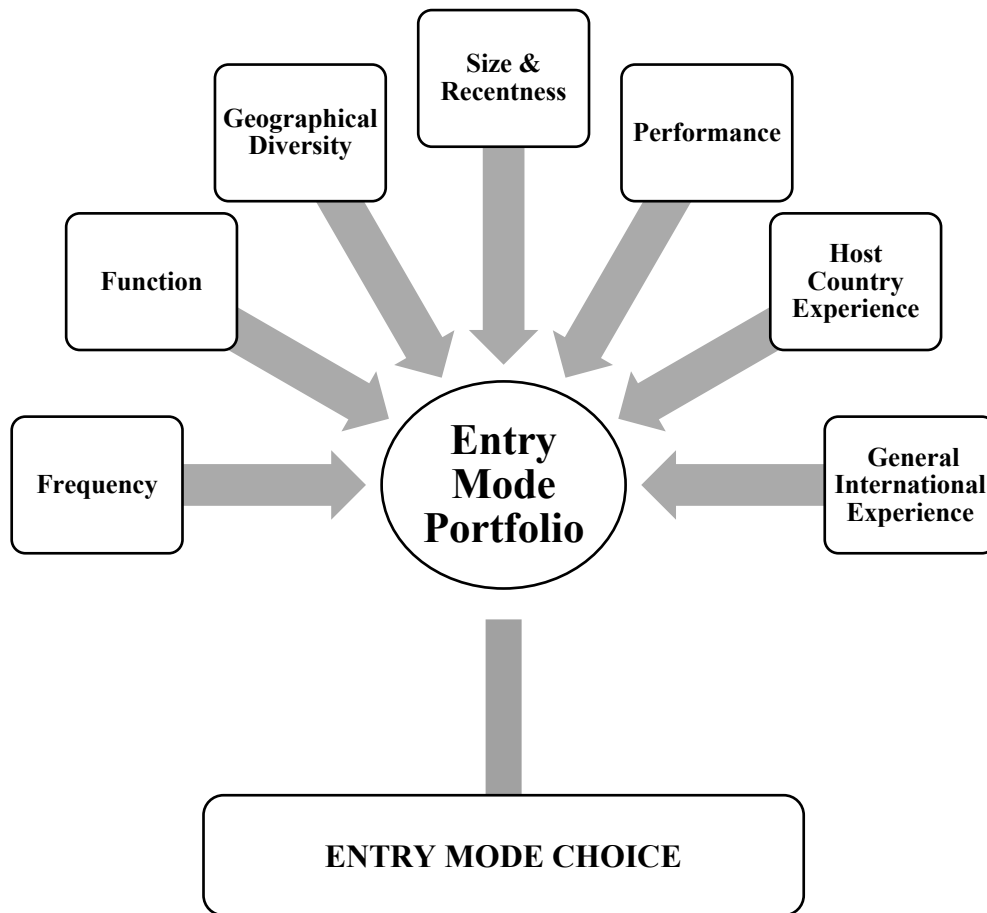 Size &
Recentness
Geographical
Diversity
Performance
Function
Host
Country
Experience
Frequency
Entry
Mode
Portfolio
General
International
Experience
ENTRY MODE CHOICE